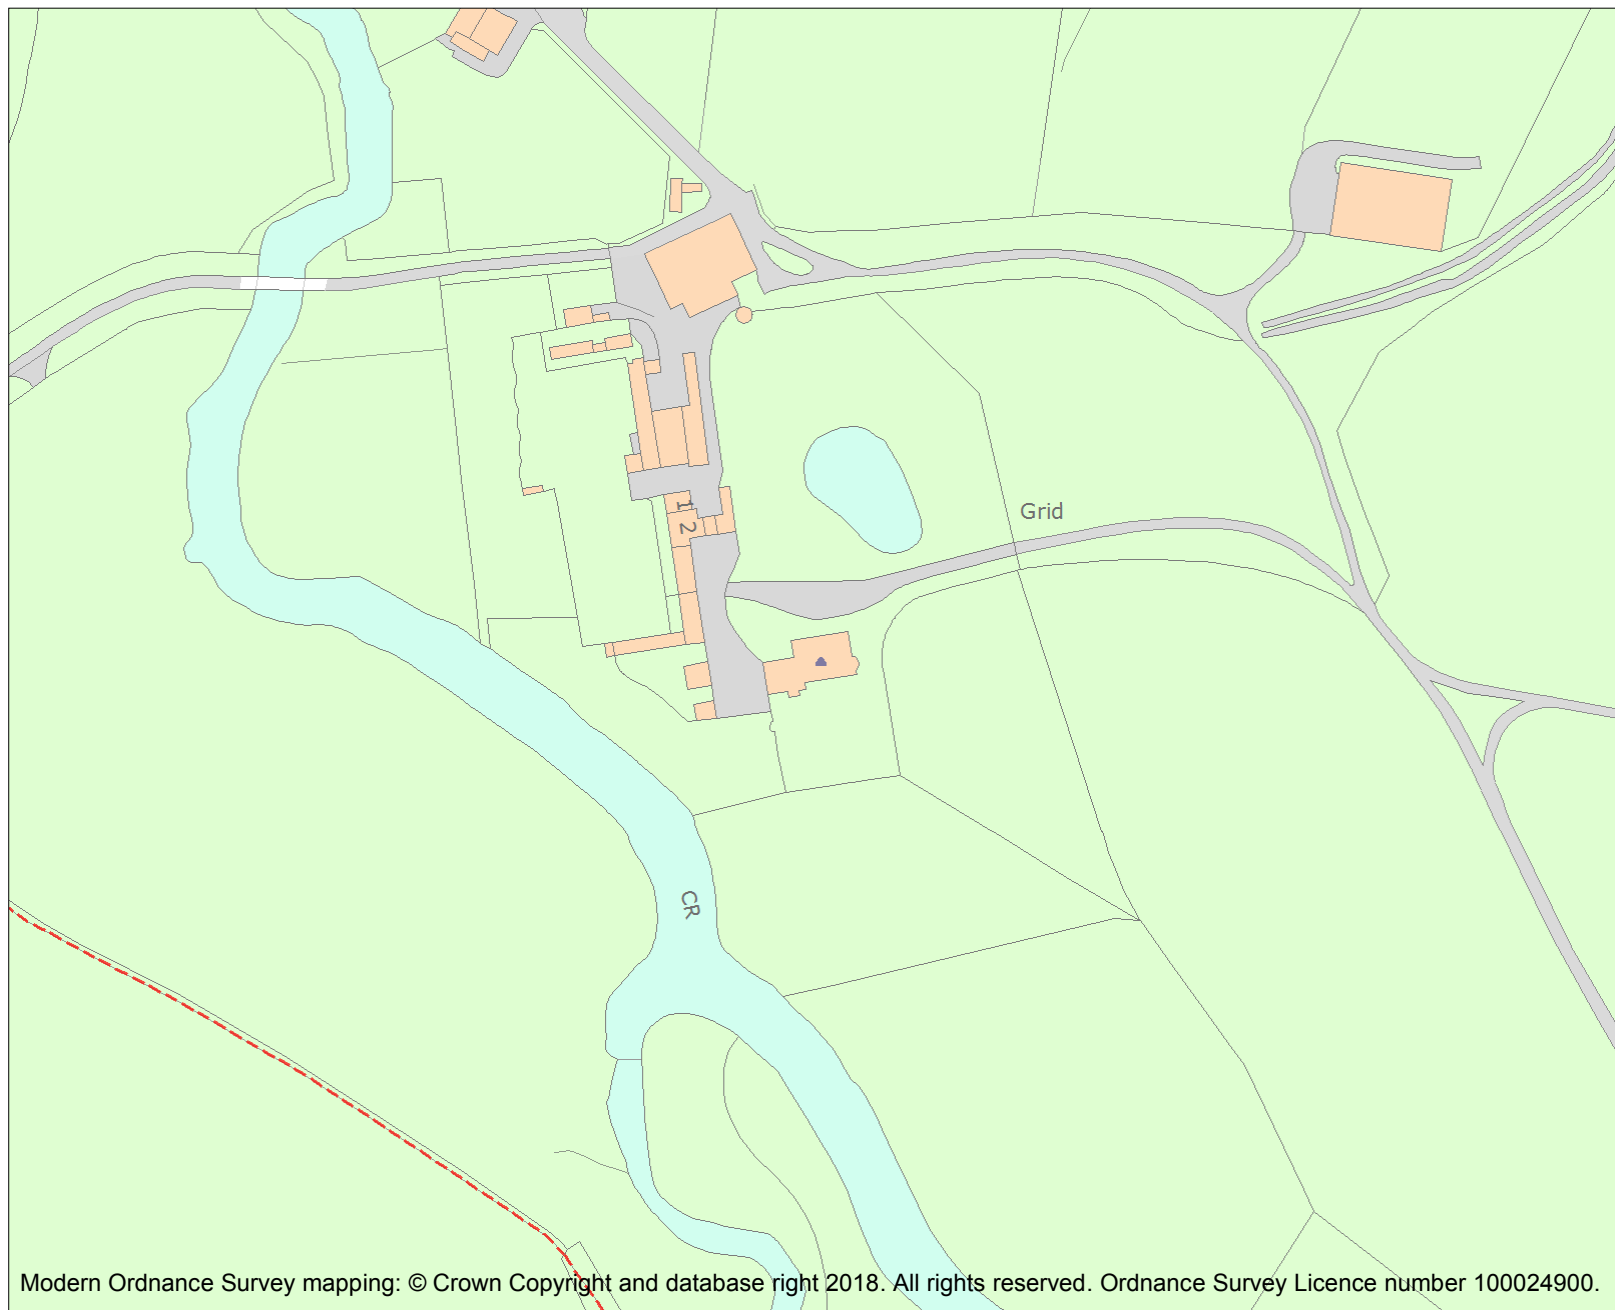 1
2
Grid
CR
Modern Ordnance Survey mapping: © Crown Copyright and database right 2018. All rights reserved. Ordnance Survey Licence number 100024900.